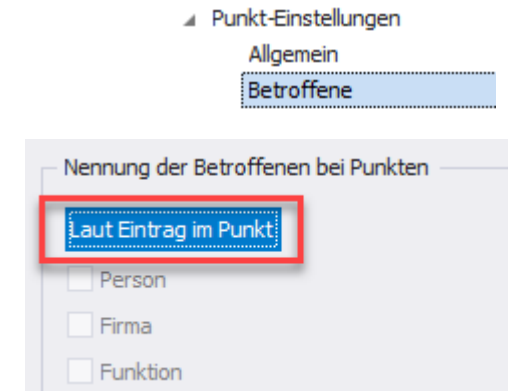 Punkt-Einstellungen
Allgemein
Betroffene
Nennung der Betroffenen bei Punkten
Laut Eintrag im Punkt
Person
Firma
Funktion